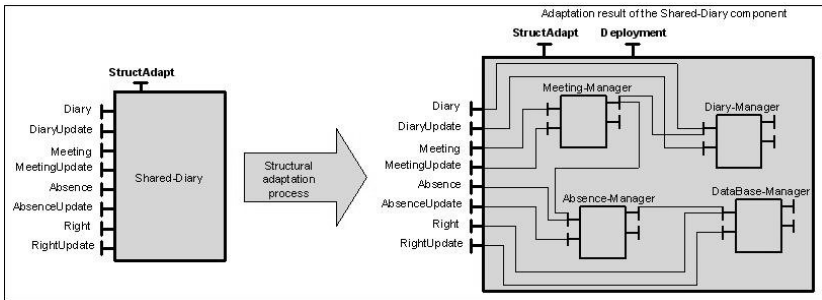 Adaptation result of the Shared-Diary component
StructAdapt
Deployment
StructAdapt
Diary
DiaryUpdate
Meeting
MeetingUpdate
Absence
AbsenceUpdate
Right
RightUpdate
Shared-Diary
Structural
adaptation
process
Diary
DiaryUpdate
Meeting
MeetingUpdate
Absence
AbsenceUpdate
Right
RightUpdate
Meeting-Manager
Diary-Manager
Absence-Manager
DataBase-Manager